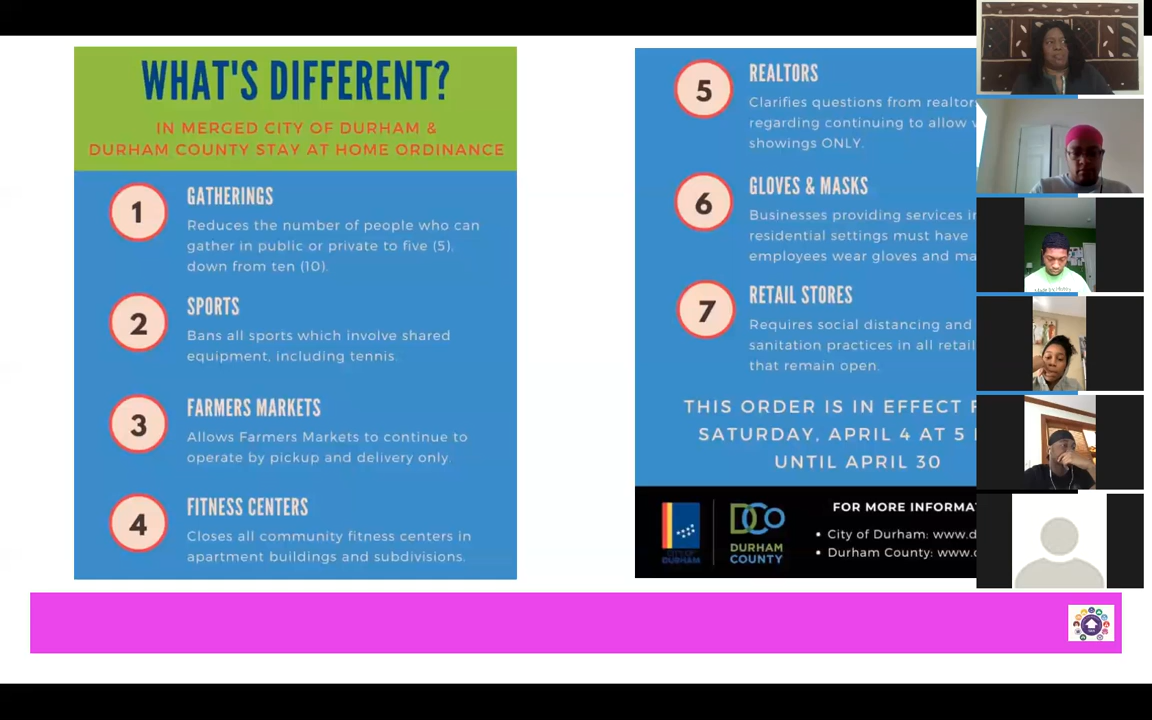 WHAT'S DIFFERENT?
IN MERGED CITY OF DURHAM &
DURHAM COUNTY STAY AT HOME ORDINANCE
1
GATHERINGS
Reduces the number of people who can
gather in public or private to five (5),
down from ten (10).
2
SPORTS
Bans all sports which involve shared
equipment, including tennis.
3
FARMERS MARKETS
Allows Farmers Markets to continue to
operate by pickup and delivery only.
4
FITNESS CENTERS
Closes all community fitness centers in
apartment buildings and subdivisions.
5
REALTORS
Clarifies questions from realtor
regarding continuing to allow
showings ONLY.
6
GLOVES & MASKS
Businesses providing services
residential settings must have
employees wear gloves and
7
RETAIL STORES
Requires social distancing and
sanitation practices in all retail
that remain open.
THIS ORDER IS IN EFFECT
SATURDAY, APRIL 4 AT 5
UNTIL APRIL 30
CITY OF
DURHAM
DCo
DURHAM
COUNTY
FOR MORE INFORMA
• City of Durham: www.d
• Durham County: www.